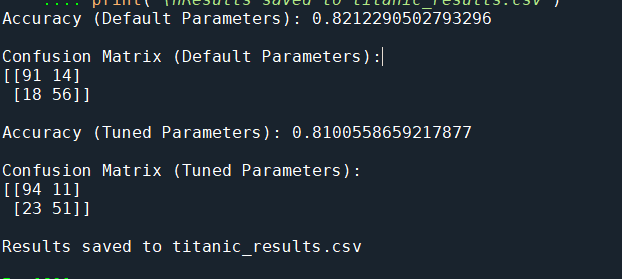 ....: print("(nResults saved to titanic_results.csv")
Accuracy (Default Parameters): 0.8212290502793296
Confusion Matrix (Default Parameters):
[[91 14]
[18 56]]
Accuracy (Tuned Parameters): 0.8100558659217877
Confusion Matrix (Tuned Parameters):
[[94 11]
[23 51]]
Results saved to titanic_results.csv